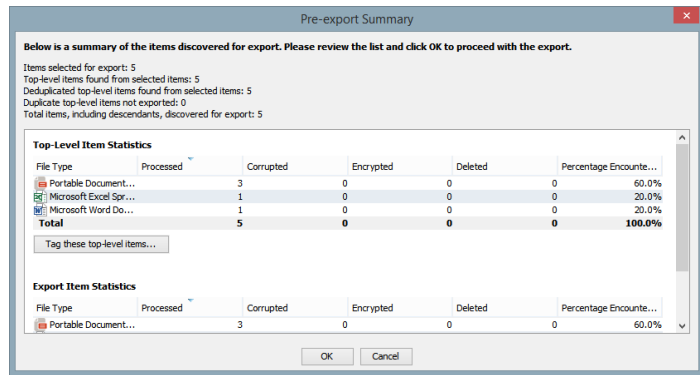 Pre-export Summary
Below is a summary of the items discovered for export. Please review the list and click OK to proceed with the export.
Items selected for export: 5
Top-level items found from selected items: 5
Deduplicated top-level items found from selected items: 5
Duplicate top-level items not exported: 0
Total items, including descendants, discovered for export: 5
Top-Level Item Statistics
File Type Processed Corrupted Encrypted Deleted Percentage Encounte...
Portable Document... 3 0 0 0 60.0%
Microsoft Excel Spr... 1 0 0 0 20.0%
Microsoft Word Do... 1 0 0 0 20.0%
Total 5 0 0 0 100.0%
Tag these top-level items...
Export Item Statistics
File Type Processed Corrupted Encrypted Deleted Percentage Encounte...
Portable Document... 3 0 0 0 60.0%
OK Cancel